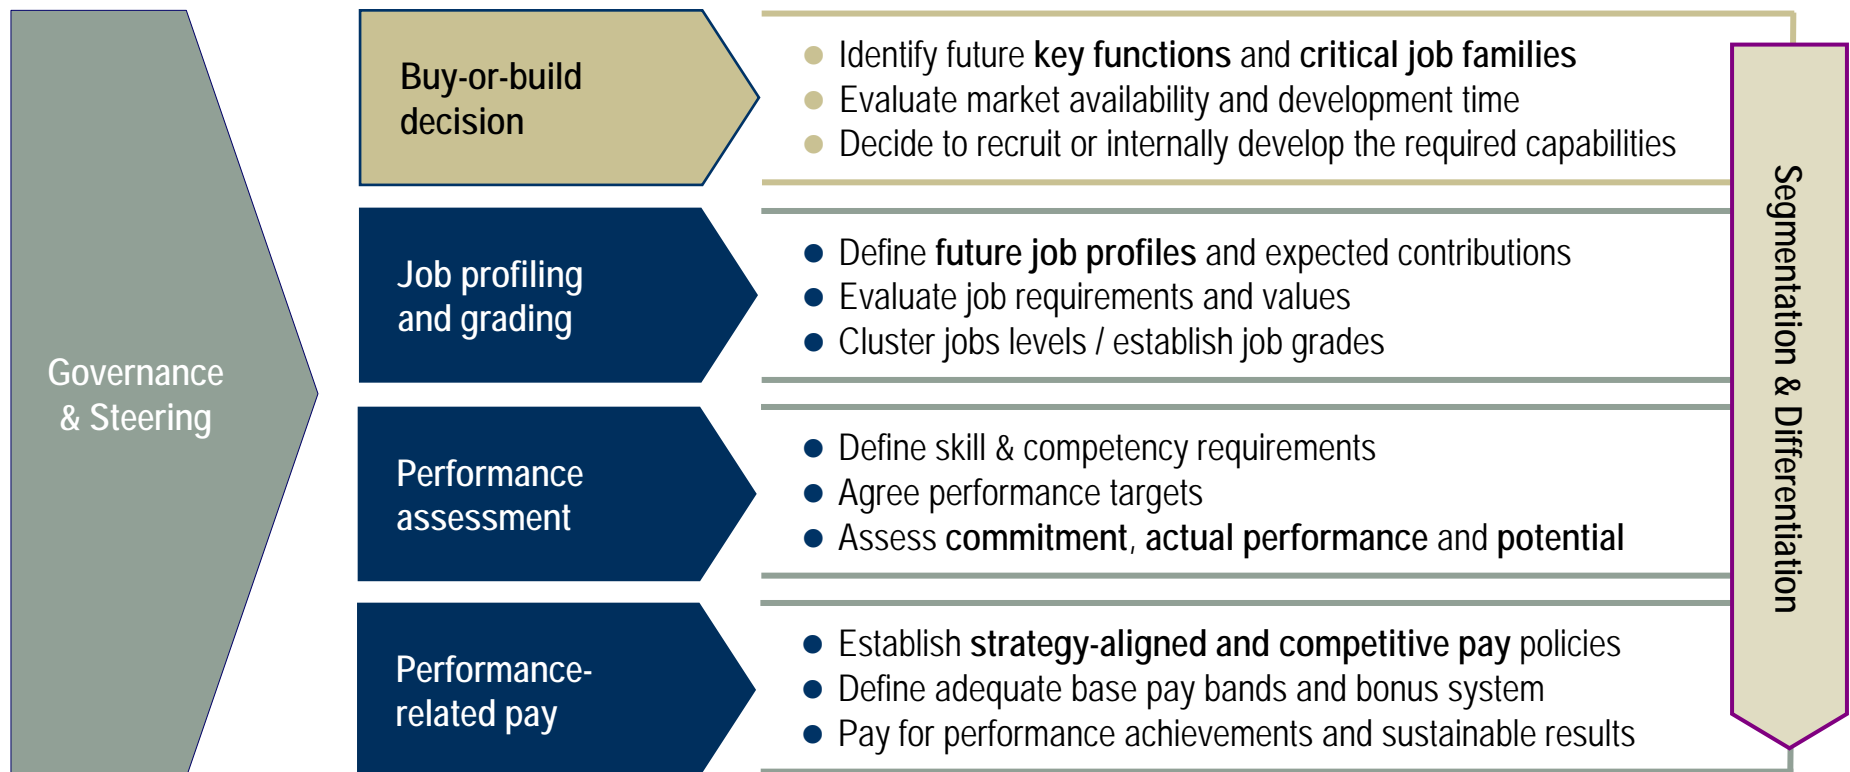 Governance
& Steering
Buy-or-build
decision
Identify future key functions and critical job families
Evaluate market availability and development time
Decide to recruit or internally develop the required capabilities
Job profiling
and grading
Define future job profiles and expected contributions
Evaluate job requirements and values
Cluster jobs levels / establish job grades
Performance
assessment
Define skill & competency requirements
Agree performance targets
Assess commitment, actual performance and potential
Performance-
related pay
Establish strategy-aligned and competitive pay policies
Define adequate base pay bands and bonus system
Pay for performance achievements and sustainable results
Segmentation & Differentiation